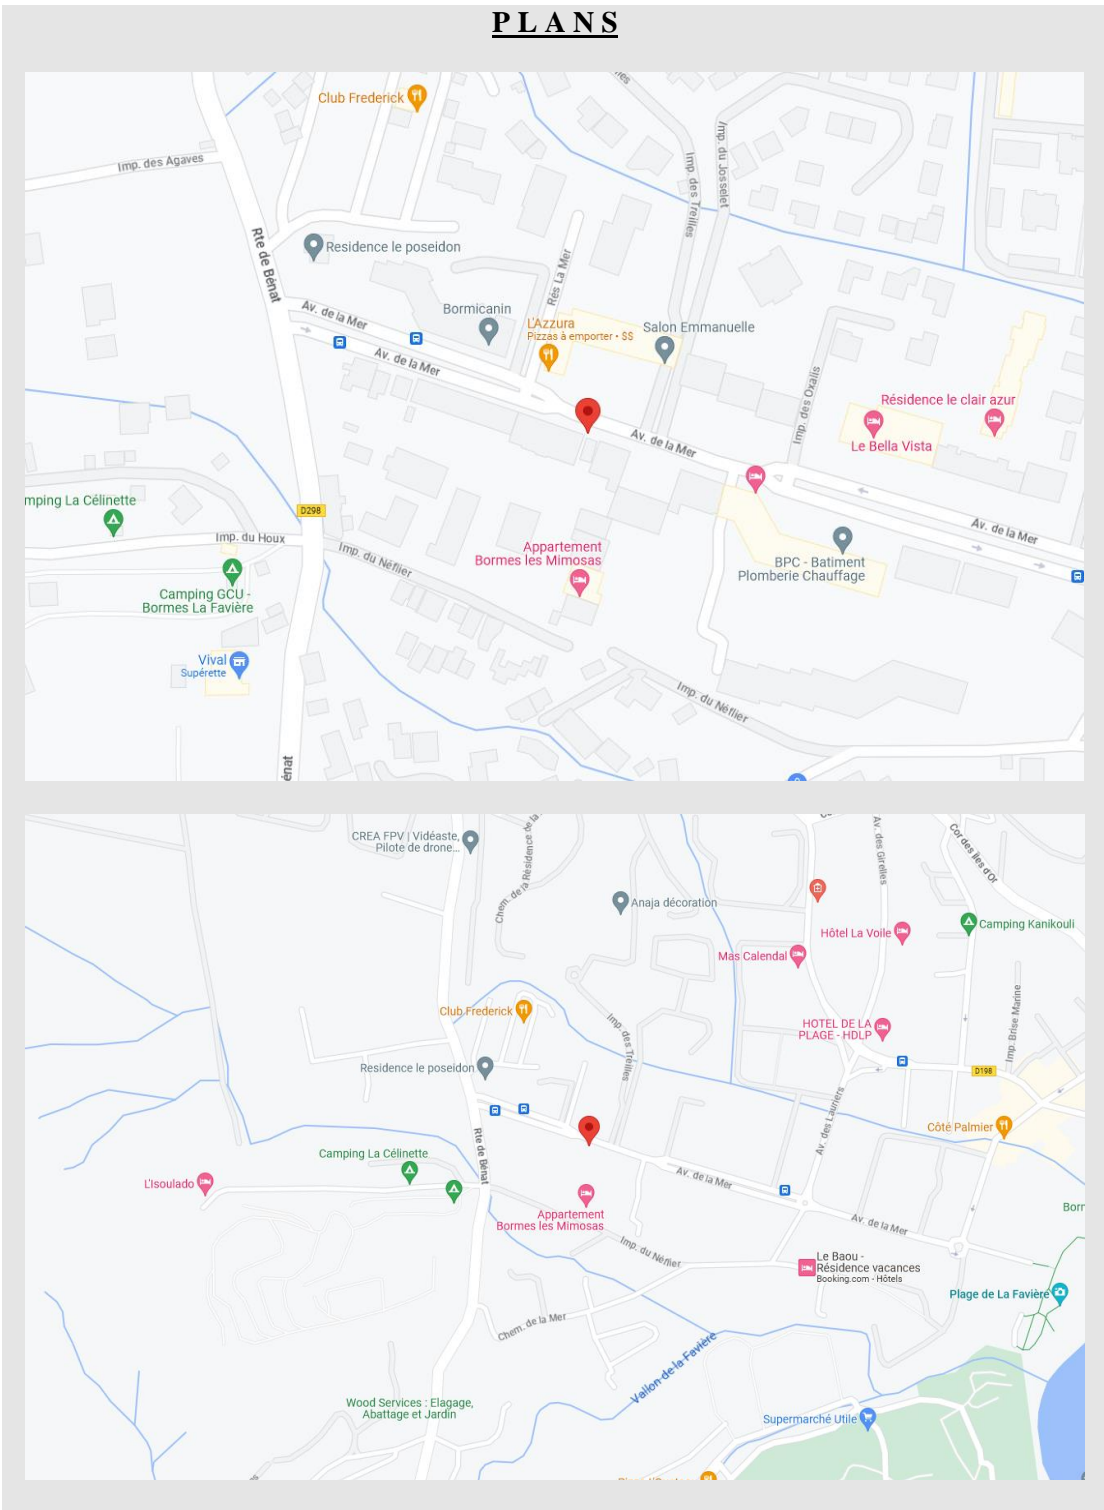 PLANS
Club Frederick
Imp. des Agaves
Imp. du Josselet
Imp. des Treilles
Rte de Bénat
Residence le poseidon
Rés La Mer
Av. de la Mer
Bormicanin
L'Azzura
Pizzas à emporter • $$
Salon Emmanuelle
Av. de la Mer
Imp. des Oxalis
Résidence le clair azur
Le Bella Vista
Av. de la Mer
mping La Célinette
D298
Imp. du Houx
Imp. du Néflier
Appartement
Bormes les Mimosas
Av. de la Mer
BPC - Batiment
Plomberie Chauffage
Camping GCU -
Bormes La Favière
Vival
Supérette
Imp. du Néflier
énat
CREA FPV | Vidéaste,
Pilote de drone...
Chem. de la Résidence de la
Av. des Girelles
Cor des Îles d'Or
Anaja décoration
Hôtel La Voile
Camping Kanikouli
Mas Calendal
Club Frederick
Imp. des Treilles
HOTEL DE LA
PLAGE - HDLP
Imp. Brise Marine
Residence le poseidon
D198
Av. des Lauriers
Côté Palmier
Rte de Bénat
Camping La Célinette
L'Isoulado
Av. de la Mer
Appartement
Bormes les Mimosas
Born
Av. de la Mer
Imp. du Néflier
Le Baou -
Résidence vacances
Booking.com - Hôtels
Plage de La Favière
Chem. de la Mer
Vallon de la Favière
Wood Services : Elagage,
Abattage et Jardin
Supermarché Utile